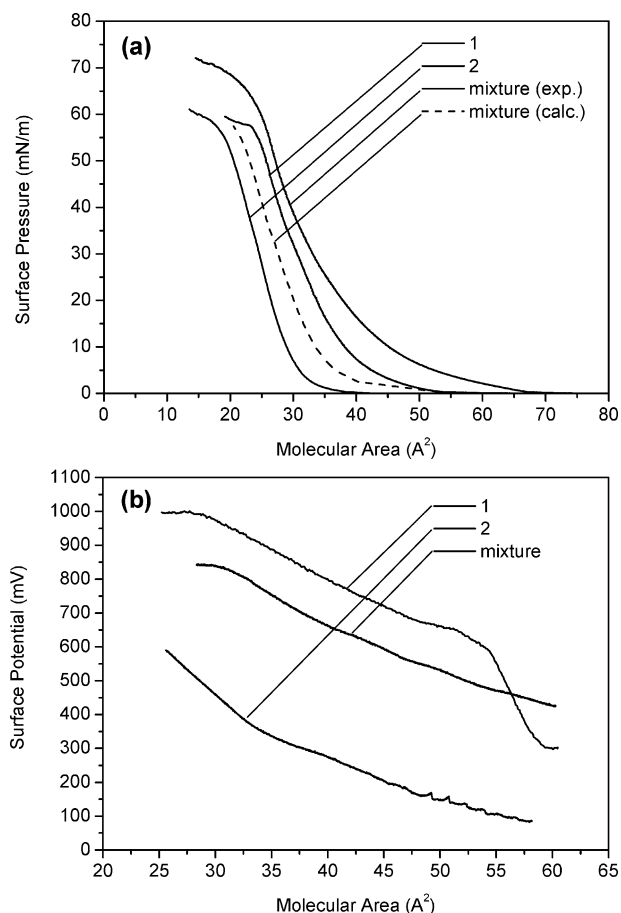 (a)
1
2
mixture (exp.)
mixture (calc.)
80
70
60
50
40
30
20
10
0
Surface Pressure (mN/m)
0 10 20 30 40 50 60 70 80
Molecular Area (A²)
(b)
1
2
mixture
1100
1000
900
800
700
600
500
400
300
200
100
0
Surface Potential (mV)
20 25 30 35 40 45 50 55 60 65
Molecular Area (A²)